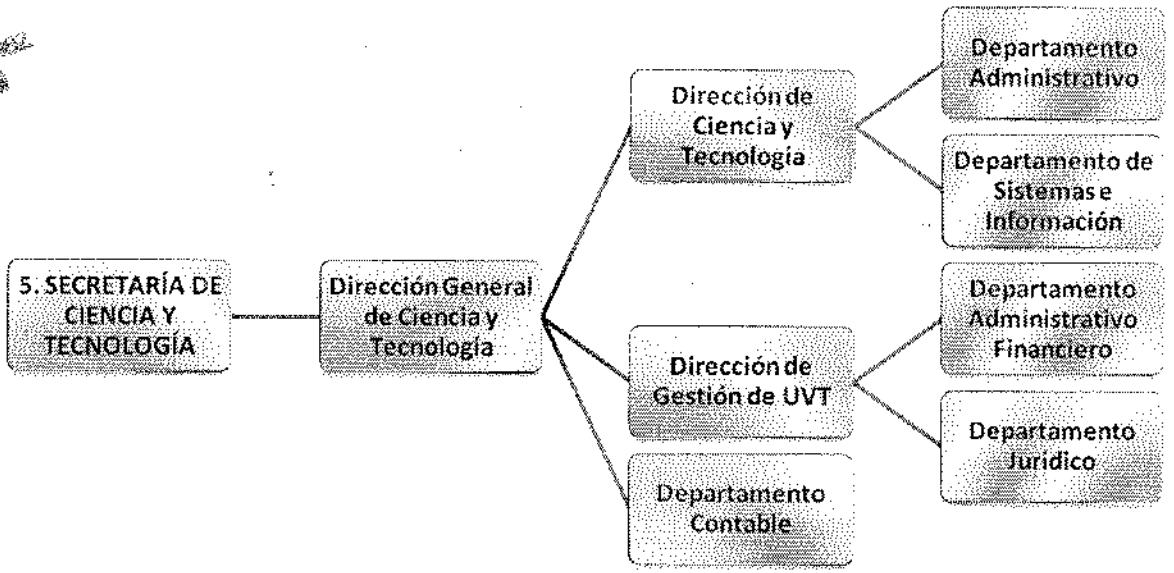 5. SECRETARÍA DE
CIENCIA Y
TECNOLOGÍA
Dirección General
de Ciencia y
Tecnología
Dirección de
Ciencia y
Tecnología
Departamento
Administrativo
Departamento de
Sistemas e
Información
Dirección de
Gestión de UVT
Departamento
Administrativo
Financiero
Departamento
Jurídico
Departamento
Contable